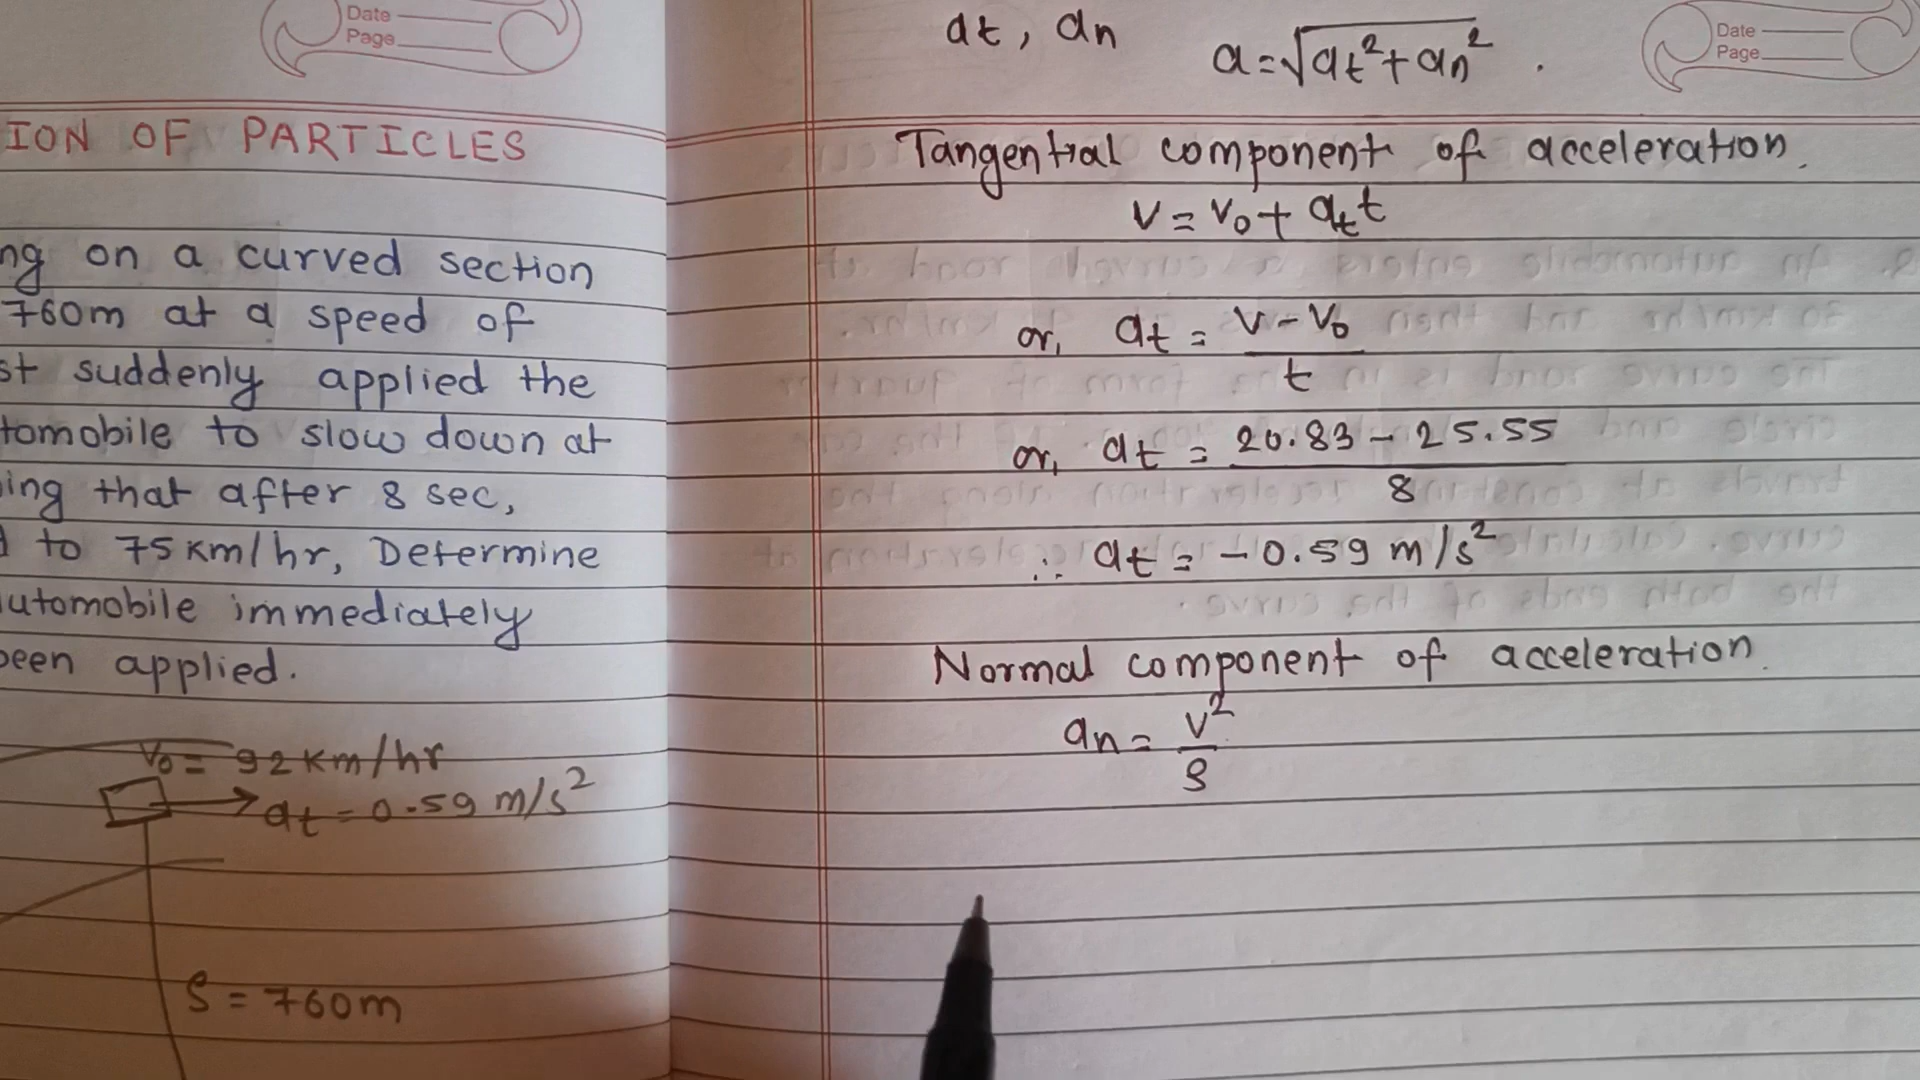 Date
Page
ION OF PARTICLES
ng on a curved section
760m at a speed of
st suddenly applied the
tomobile to slow down at
ing that after 8 sec,
d to 75 km/hr, Determine
automobile immediately
been applied.
V₀ = 92 km/hr
at = 0.59 m/s²
S = 760m
at, an
a = √at² + an² .
Date
Page
Tangential component of acceleration.
V = V₀ + at t
or, at = V - V₀ / t
or, at = 20.83 - 25.55 / 8
∴ at = -0.59 m/s²
Normal component of acceleration.
an = V² / S